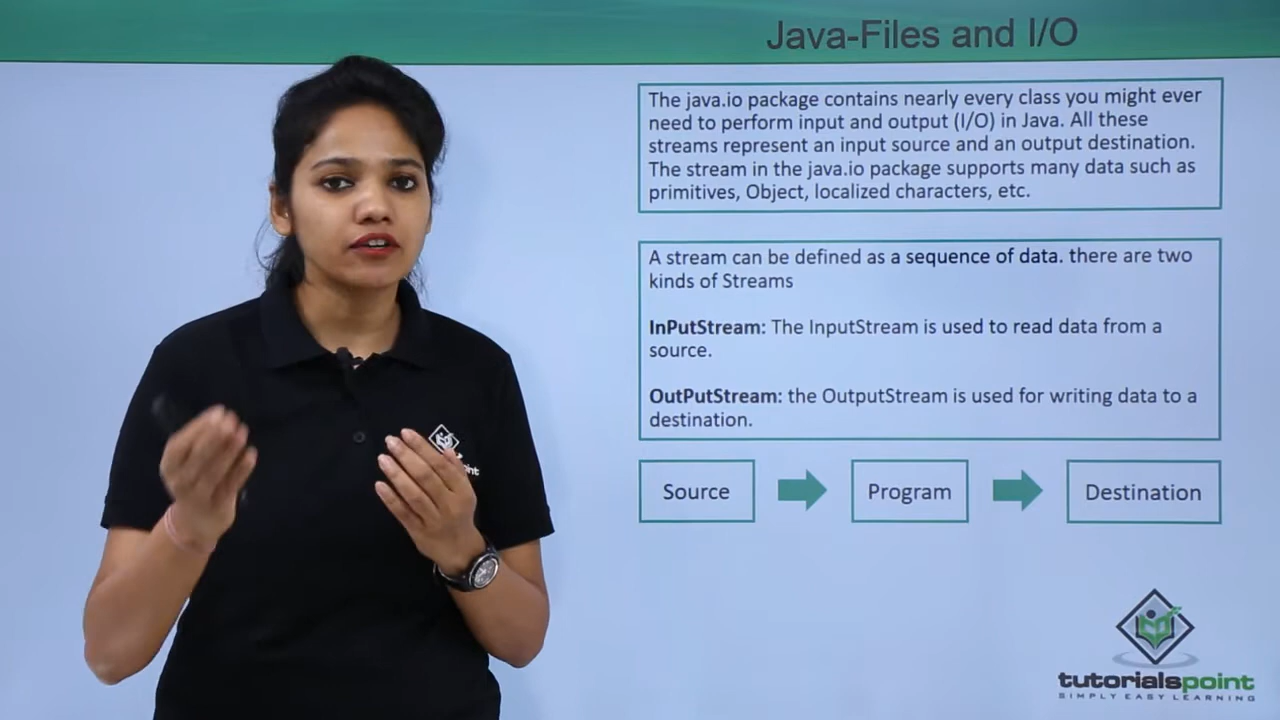 Java-Files and I/O
The java.io package contains nearly every class you might ever
need to perform input and output (I/O) in Java. All these
streams represent an input source and an output destination.
The stream in the java.io package supports many data such as
primitives, Object, localized characters, etc.
A stream can be defined as a sequence of data. there are two
kinds of Streams
InPutStream: The InputStream is used to read data from a
source.
OutPutStream: the OutputStream is used for writing data to a
destination.
Source
Program
Destination
tutorialspoint
SIMPLY EASY LEARNING